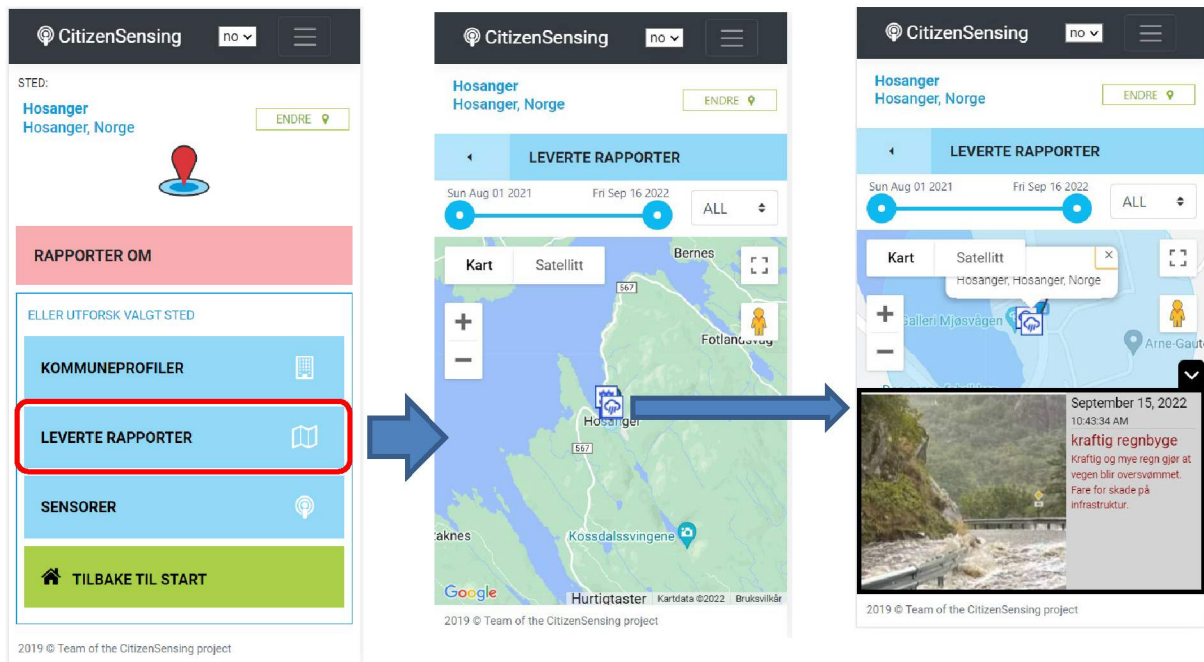 CitizenSensing
no
STED:
Hosanger
Hosanger, Norge
ENDRE
RAPPORTER OM
ELLER UTFORSK VALGT STED
KOMMUNEPROFILER
LEVERTE RAPPORTER
SENSORER
TILBAKE TIL START
2019 © Team of the CitizenSensing project
CitizenSensing
no
Hosanger
Hosanger, Norge
ENDRE
LEVERTE RAPPORTER
Sun Aug 01 2021
Fri Sep 16 2022
ALL
Kart
Satellitt
Bernes
567
Hosanger
567
Kossdalssvingene
Google
Hurtigtaster
Kartdata ©2022
Bruksvilkår
2019 © Team of the CitizenSensing project
CitizenSensing
no
Hosanger
Hosanger, Norge
ENDRE
LEVERTE RAPPORTER
Sun Aug 01 2021
Fri Sep 16 2022
ALL
Kart
Satellitt
Hosanger, Hosanger, Norge
Galleri Mjøsvågen
Arne-Gaute
September 15, 2022
10:43:34 AM
kraftig regnbyge
Kraftig og mye regn gjør at
vegen blir oversvømmet.
Fare for skade på
infrastruktur.
2019 © Team of the CitizenSensing project